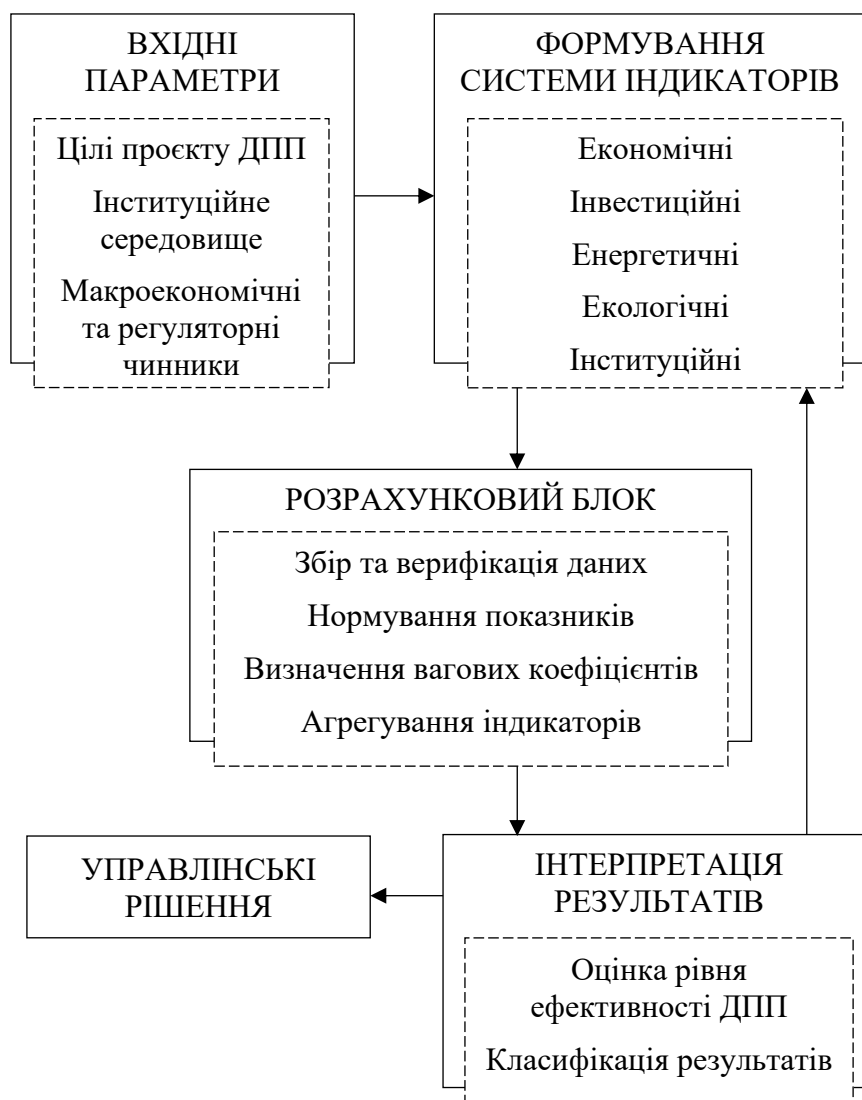 ВХІДНІ
ПАРАМЕТРИ
Цілі проєкту ДПП
Інституційне
середовище
Макроекономічні
та регуляторні
чинники
ФОРМУВАННЯ
СИСТЕМИ ІНДИКАТОРІВ
Економічні
Інвестиційні
Енергетичні
Екологічні
Інституційні
РОЗРАХУНКОВИЙ БЛОК
Збір та верифікація даних
Нормування показників
Визначення вагових коефіцієнтів
Агрегування індикаторів
УПРАВЛІНСЬКІ
РІШЕННЯ
ІНТЕРПРЕТАЦІЯ
РЕЗУЛЬТАТІВ
Оцінка рівня
ефективності ДПП
Класифікація результатів